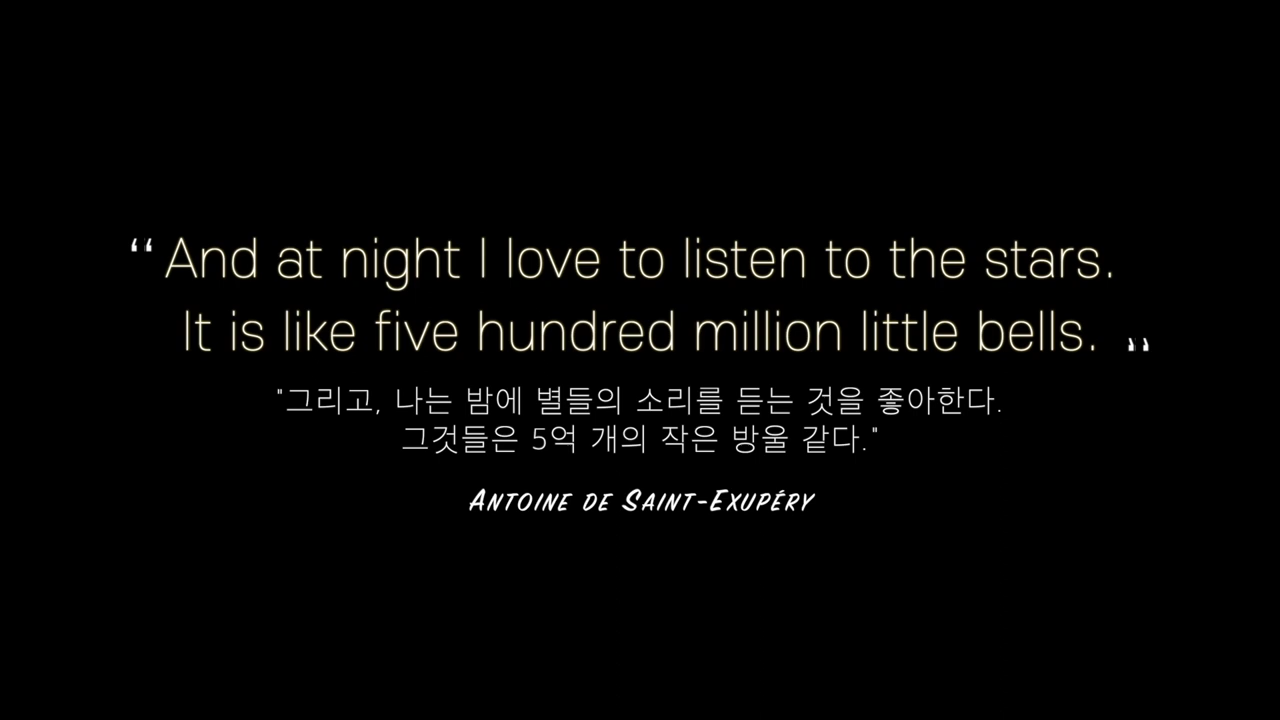 “And at night I love to listen to the stars.
It is like five hundred million little bells.”
"그리고, 나는 밤에 별들의 소리를 듣는 것을 좋아한다.
그것들은 5억 개의 작은 방울 같다."
Antoine de Saint-Exupéry